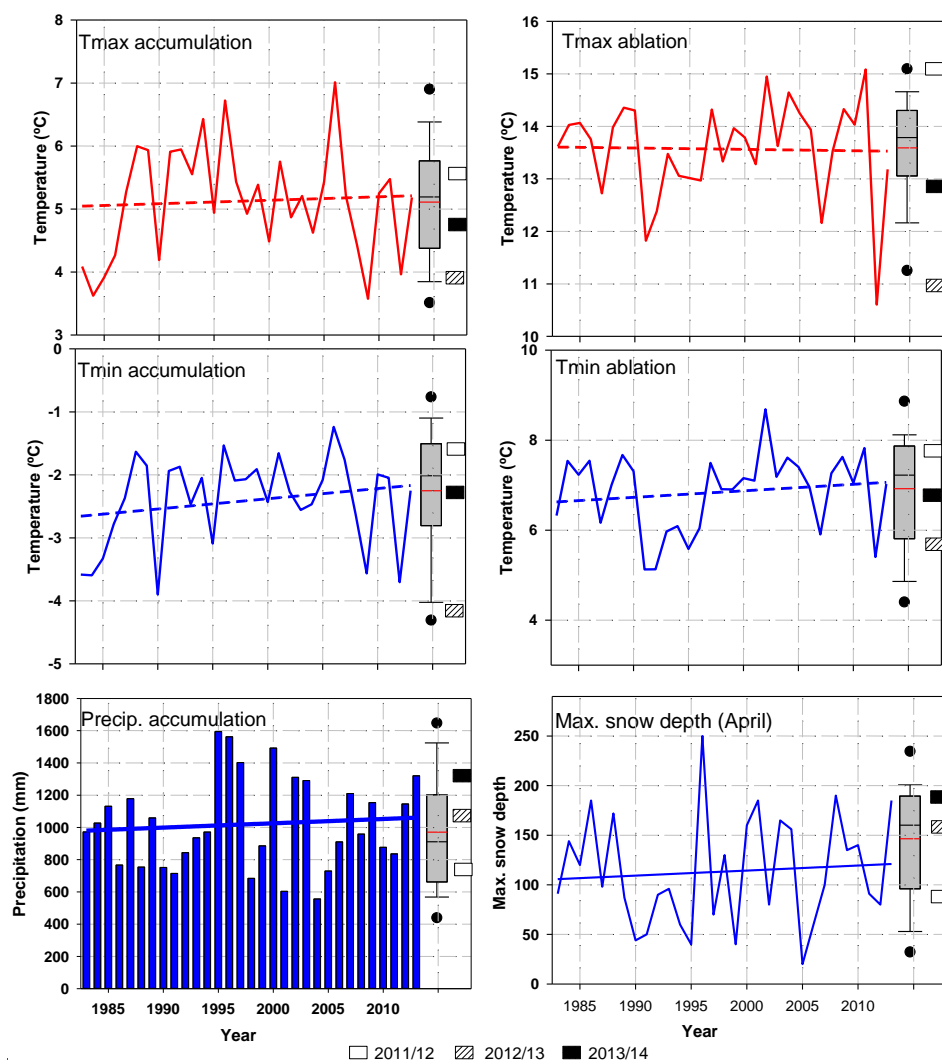 Tmax accumulation
Temperature (ºC)
8
7
6
5
4
3
Tmax ablation
Temperature (ºC)
16
15
14
13
12
11
10
Tmin accumulation
Temperature (ºC)
0
-1
-2
-3
-4
-5
Tmin ablation
Temperature (ºC)
10
8
6
4
Precip. accumulation
Precipitation (mm)
1800
1600
1400
1200
1000
800
600
400
200
0
1985 1990 1995 2000 2005 2010
Year
Max. snow depth (April)
Max. snow depth
250
200
150
100
50
0
1985 1990 1995 2000 2005 2010
Year
2011/12 2012/13 2013/14